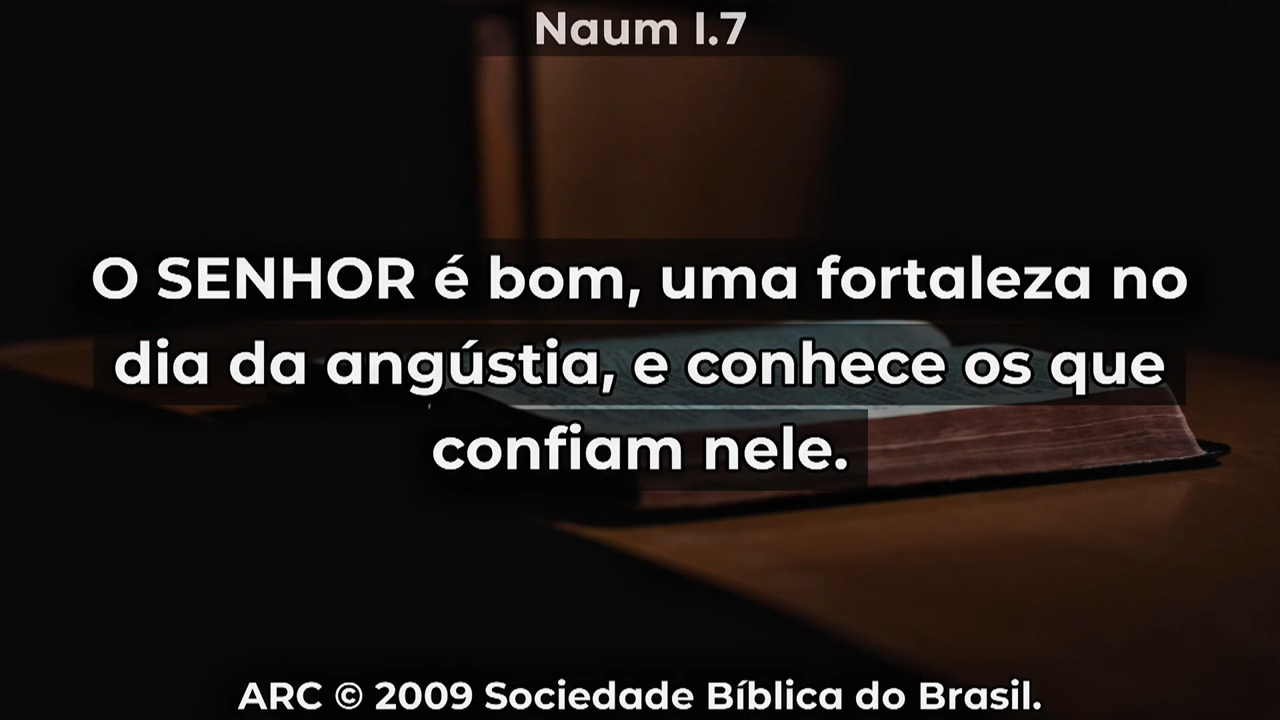 Naum I.7
O SENHOR é bom, uma fortaleza no
dia da angústia, e conhece os que
confiam nele.
ARC © 2009 Sociedade Bíblica do Brasil.